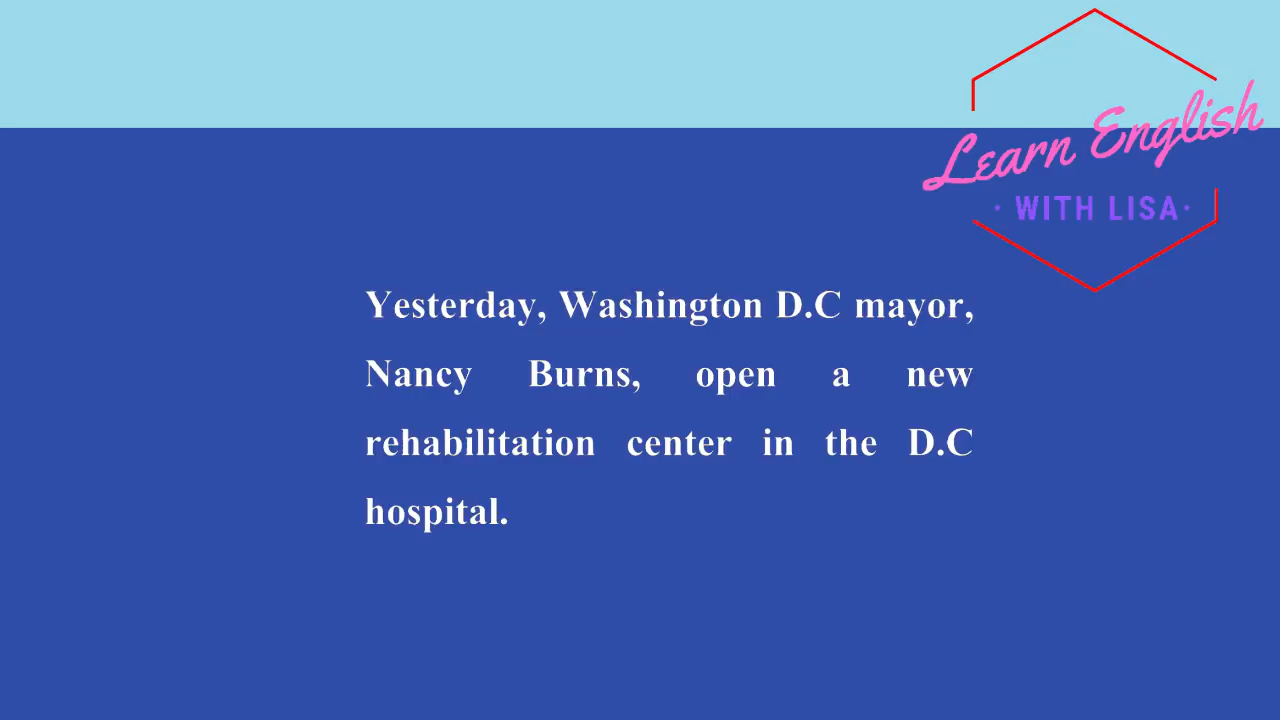 Learn English
· WITH LISA·
Yesterday, Washington D.C mayor,
Nancy Burns, open a new
rehabilitation center in the D.C
hospital.